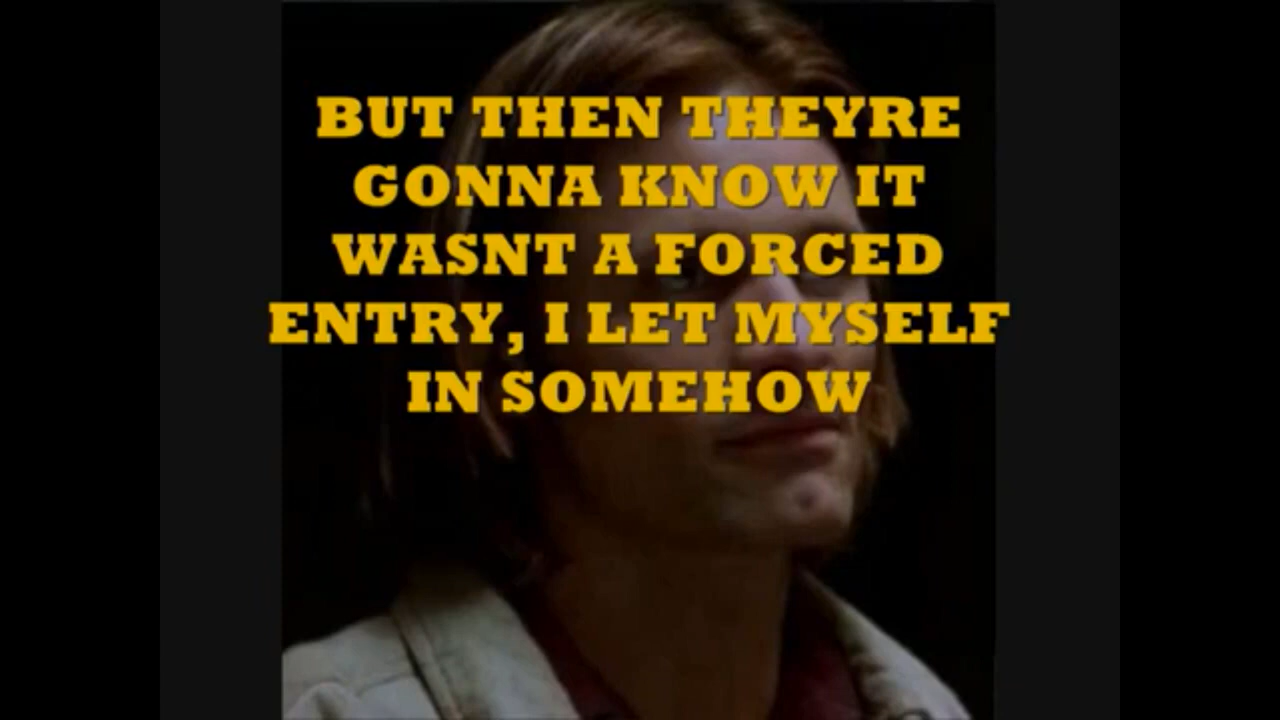 BUT THEN THEYRE
GONNA KNOW IT
WASNT A FORCED
ENTRY, I LET MYSELF
IN SOMEHOW